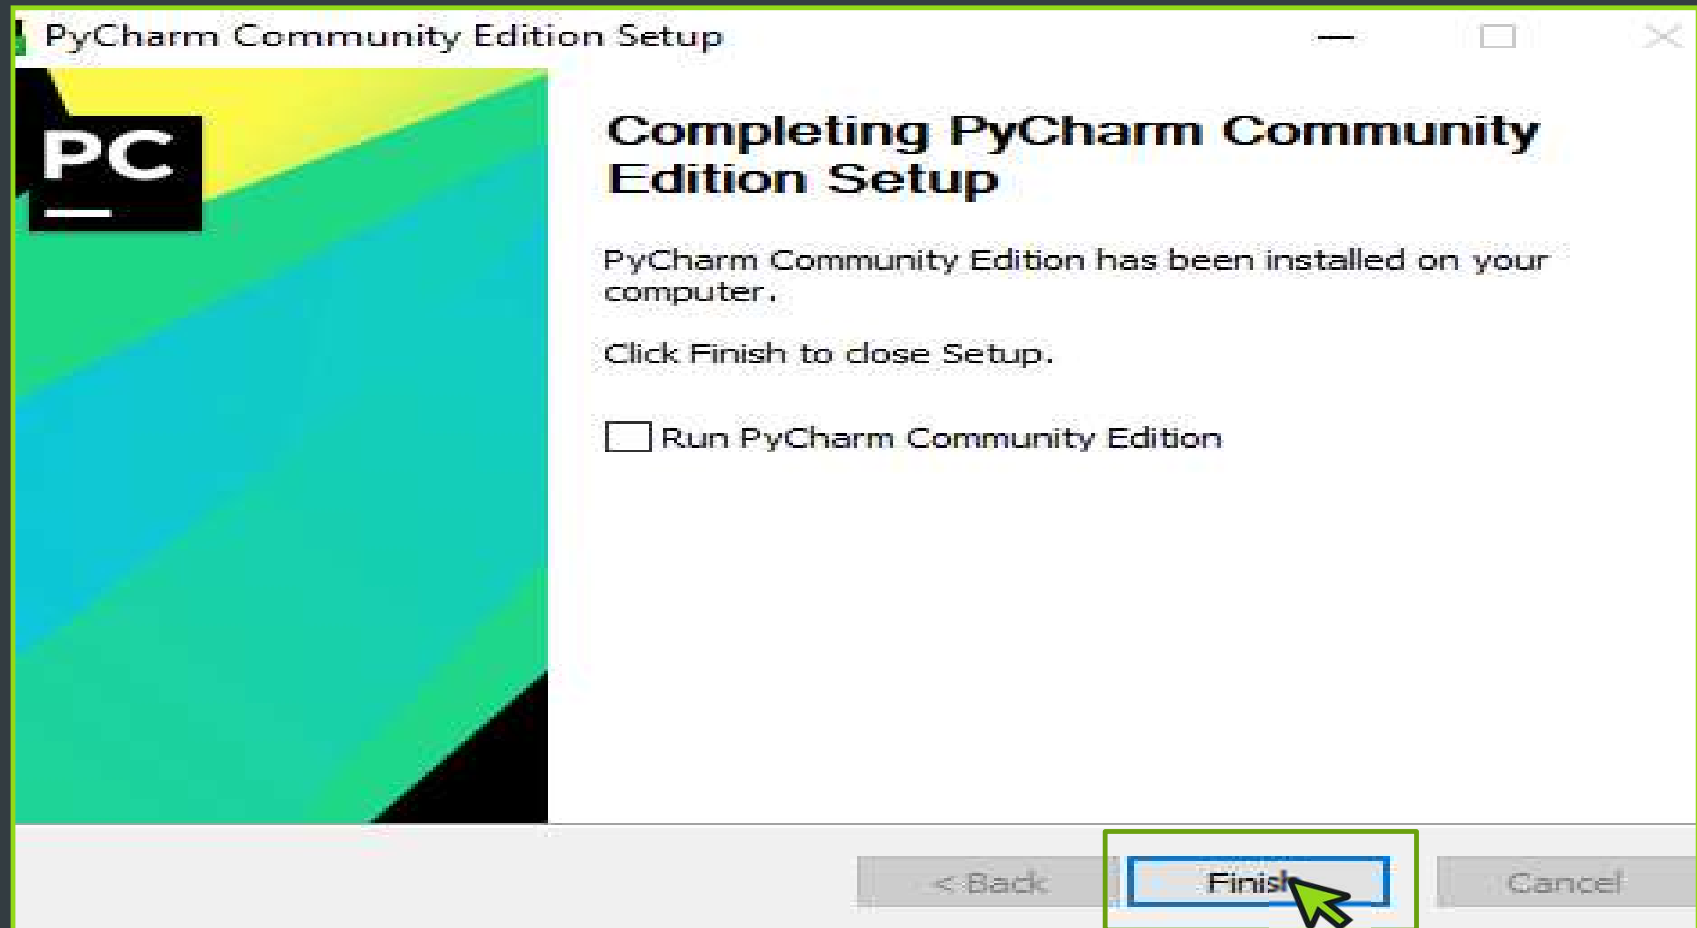 PyCharm Community Edition Setup
PC
Completing PyCharm Community
Edition Setup
PyCharm Community Edition has been installed on your
computer.
Click Finish to close Setup.
Run PyCharm Community Edition
< Back
Finish
Cancel